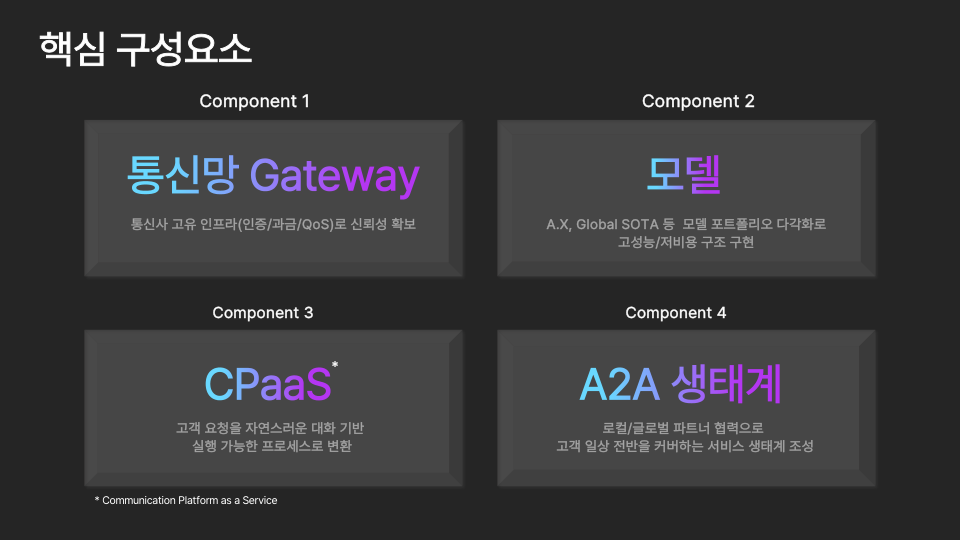 핵심 구성요소
Component 1
통신망 Gateway
통신사 고유 인프라(인증/과금/QoS)로 신뢰성 확보
Component 2
모델
A.X, Global SOTA 등 모델 포트폴리오 다각화로
고성능/저비용 구조 구현
Component 3
CPaaS*
고객 요청을 자연스러운 대화 기반
실행 가능한 프로세스로 변환
Component 4
A2A 생태계
로컬/글로벌 파트너 협력으로
고객 일상 전반을 커버하는 서비스 생태계 조성
* Communication Platform as a Service